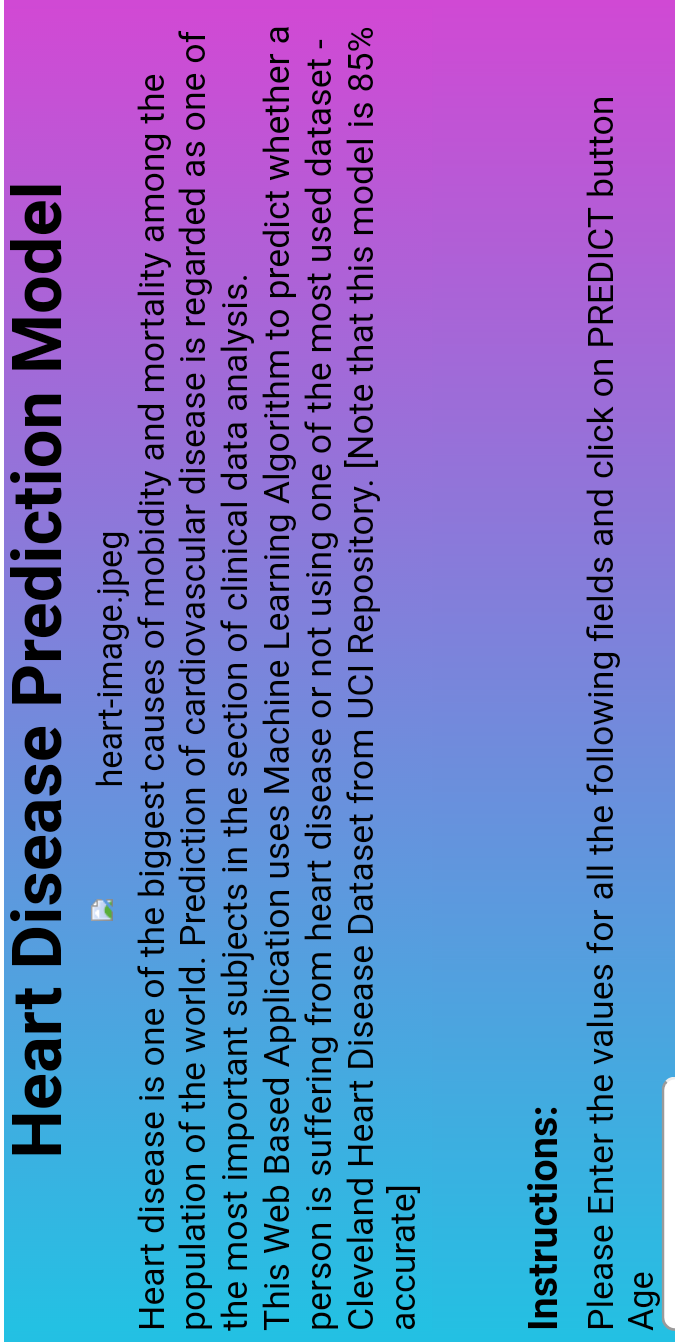 Heart Disease Prediction Model
heart-image.jpeg
Heart disease is one of the biggest causes of mobidity and mortality among the
population of the world. Prediction of cardiovascular disease is regarded as one of
the most important subjects in the section of clinical data analysis.
This Web Based Application uses Machine Learning Algorithm to predict whether a
person is suffering from heart disease or not using one of the most used dataset -
Cleveland Heart Disease Dataset from UCI Repository. [Note that this model is 85%
accurate]
Instructions:
Please Enter the values for all the following fields and click on PREDICT button
Age